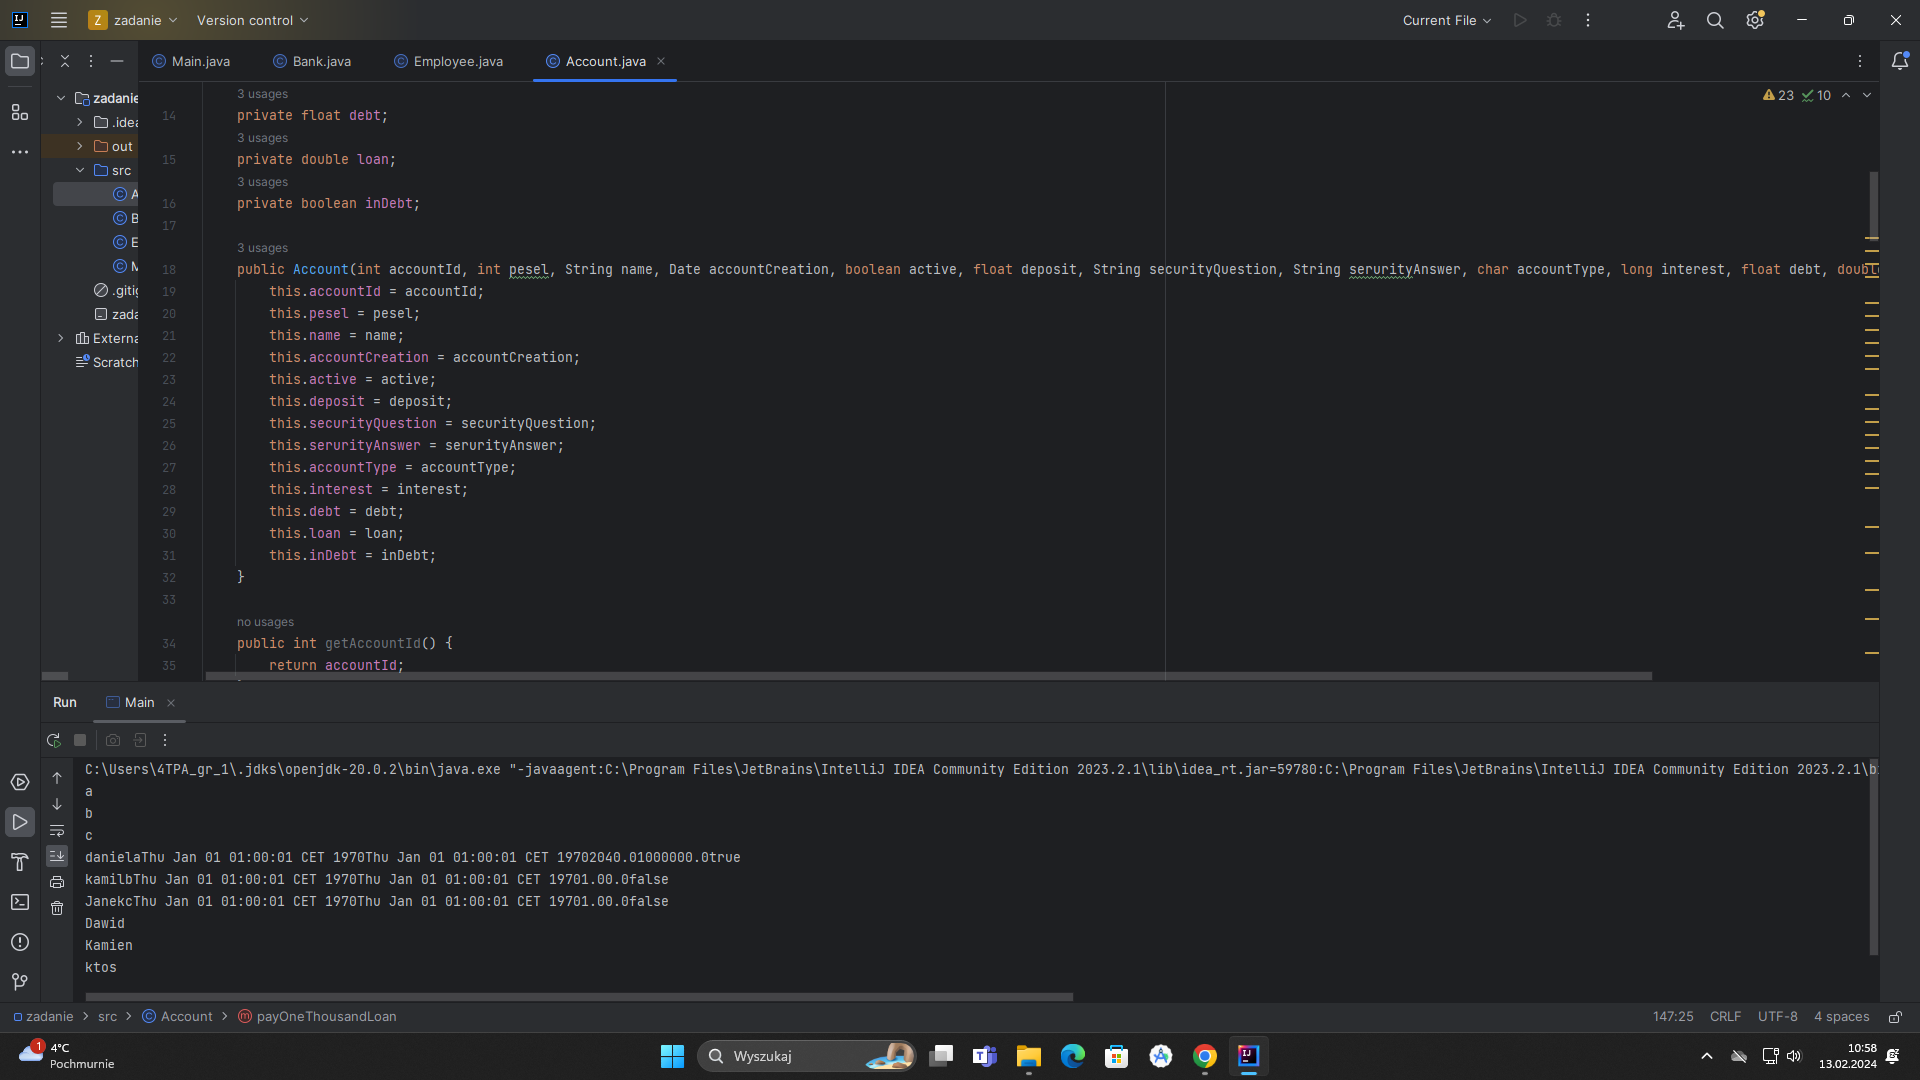 Z zadanie Version control Current File
Main.java Bank.java Employee.java Account.java
zadanie
.idea
out
src
A
B
E
M
.gitig
zada
Externa
Scratch
23 10
3 usages
14 private float debt;
3 usages
15 private double loan;
3 usages
16 private boolean inDebt;
17
3 usages
18 public Account(int accountId, int pesel, String name, Date accountCreation, boolean active, float deposit, String securityQuestion, String serurityAnswer, char accountType, long interest, float debt, doubl
19 this.accountId = accountId;
20 this.pesel = pesel;
21 this.name = name;
22 this.accountCreation = accountCreation;
23 this.active = active;
24 this.deposit = deposit;
25 this.securityQuestion = securityQuestion;
26 this.serurityAnswer = serurityAnswer;
27 this.accountType = accountType;
28 this.interest = interest;
29 this.debt = debt;
30 this.loan = loan;
31 this.inDebt = inDebt;
32 }
33
no usages
34 public int getAccountId() {
35 return accountId;
Run Main
C:\Users\4TPA_gr_1\.jdks\openjdk-20.0.2\bin\java.exe "-javaagent:C:\Program Files\JetBrains\IntelliJ IDEA Community Edition 2023.2.1\lib\idea_rt.jar=59780:C:\Program Files\JetBrains\IntelliJ IDEA Community Edition 2023.2.1\b
a
b
c
danielaThu Jan 01 01:00:01 CET 1970Thu Jan 01 01:00:01 CET 19702040.01000000.0true
kamilbThu Jan 01 01:00:01 CET 1970Thu Jan 01 01:00:01 CET 19701.00.0false
JanekcThu Jan 01 01:00:01 CET 1970Thu Jan 01 01:00:01 CET 19701.00.0false
Dawid
Kamien
ktos
zadanie > src > Account > payOneThousandLoan 147:25 CRLF UTF-8 4 spaces
1 4°C
Pochmurnie
Wyszukaj
10:58
13.02.2024